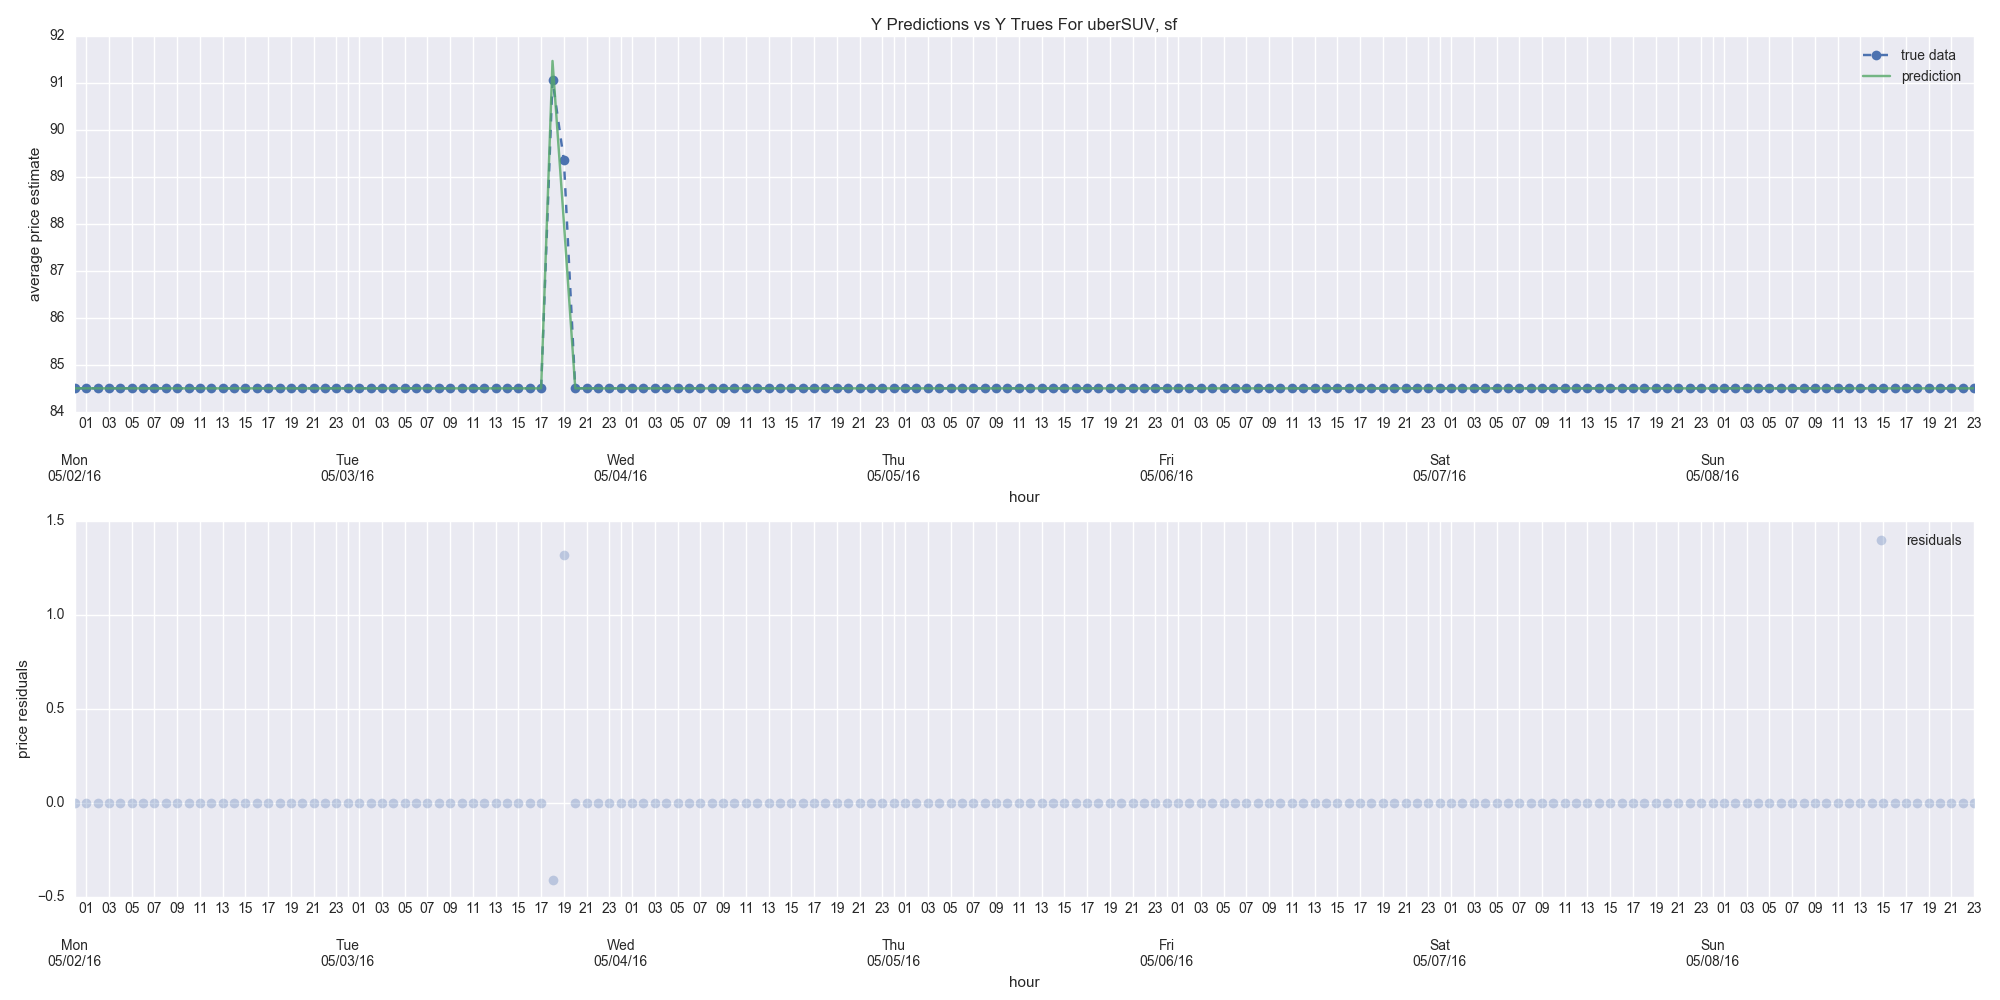 Y Predictions vs Y Trues For uberSUV, sf
92
91
90
89
88
87
86
85
84
average price estimate
true data
prediction
01 03 05 07 09 11 13 15 17 19 21 23 01 03 05 07 09 11 13 15 17 19 21 23 01 03 05 07 09 11 13 15 17 19 21 23 01 03 05 07 09 11 13 15 17 19 21 23 01 03 05 07 09 11 13 15 17 19 21 23 01 03 05 07 09 11 13 15 17 19 21 23 01 03 05 07 09 11 13 15 17 19 21 23
Mon Tue Wed Thu Fri Sat Sun
05/02/16 05/03/16 05/04/16 05/05/16 05/06/16 05/07/16 05/08/16
hour
1.5
1.0
0.5
0.0
−0.5
price residuals
residuals
01 03 05 07 09 11 13 15 17 19 21 23 01 03 05 07 09 11 13 15 17 19 21 23 01 03 05 07 09 11 13 15 17 19 21 23 01 03 05 07 09 11 13 15 17 19 21 23 01 03 05 07 09 11 13 15 17 19 21 23 01 03 05 07 09 11 13 15 17 19 21 23 01 03 05 07 09 11 13 15 17 19 21 23
Mon Tue Wed Thu Fri Sat Sun
05/02/16 05/03/16 05/04/16 05/05/16 05/06/16 05/07/16 05/08/16
hour